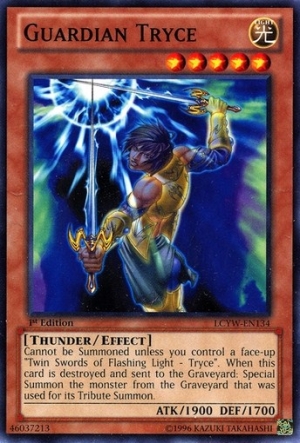 GUARDIAN TRYCE
LIGHT
光
1st Edition
LCYW-EN134
[THUNDER/EFFECT]
Cannot be Summoned unless you control a face-up
"Twin Swords of Flashing Light - Tryce". When this
card is destroyed and sent to the Graveyard: Special
Summon the monster from the Graveyard that was
used for its Tribute Summon.
ATK/1900 DEF/1700
46037213
©1996 KAZUKI TAKAHASHI